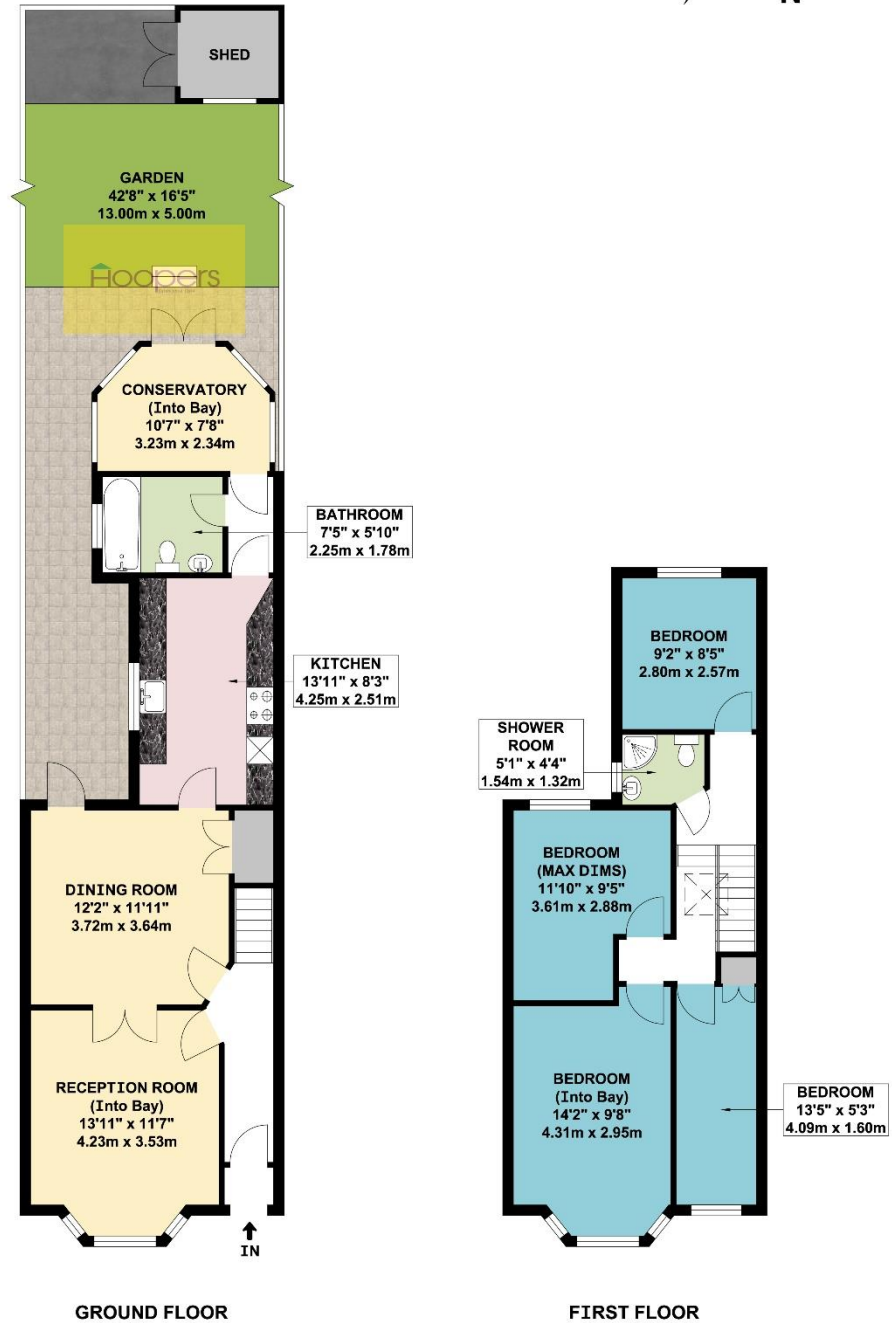 N
SHED
GARDEN
42'8" x 16'5"
13.00m x 5.00m
Hoopers
CONSERVATORY
(Into Bay)
10'7" x 7'8"
3.23m x 2.34m
BATHROOM
7'5" x 5'10"
2.25m x 1.78m
KITCHEN
13'11" x 8'3"
4.25m x 2.51m
DINING ROOM
12'2" x 11'11"
3.72m x 3.64m
RECEPTION ROOM
(Into Bay)
13'11" x 11'7"
4.23m x 3.53m
IN
GROUND FLOOR
BEDROOM
9'2" x 8'5"
2.80m x 2.57m
SHOWER
ROOM
5'1" x 4'4"
1.54m x 1.32m
BEDROOM
(MAX DIMS)
11'10" x 9'5"
3.61m x 2.88m
BEDROOM
(Into Bay)
14'2" x 9'8"
4.31m x 2.95m
BEDROOM
13'5" x 5'3"
4.09m x 1.60m
FIRST FLOOR